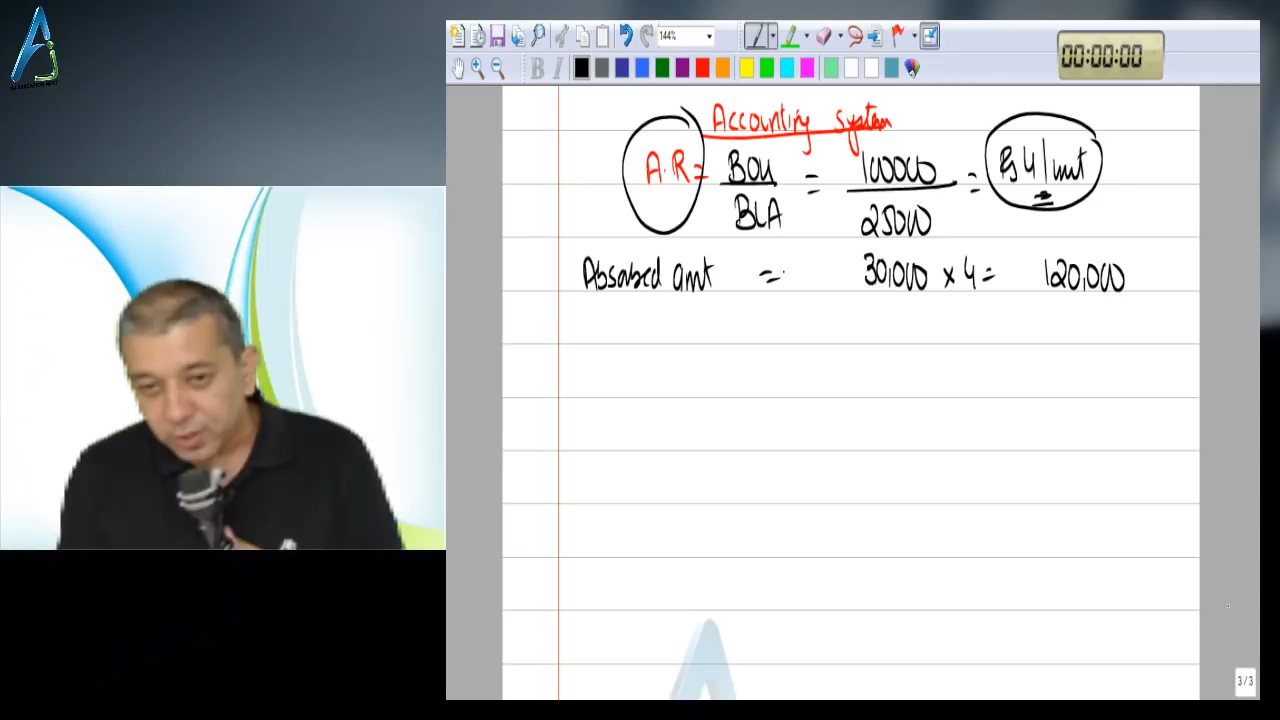 144%
00:00:00
Accounting system
A.R = BOH / BLA = 100000 / 25000 = Rs 4 / unit
Absorbed amt = 30,000 × 4 = 120,000
3/3